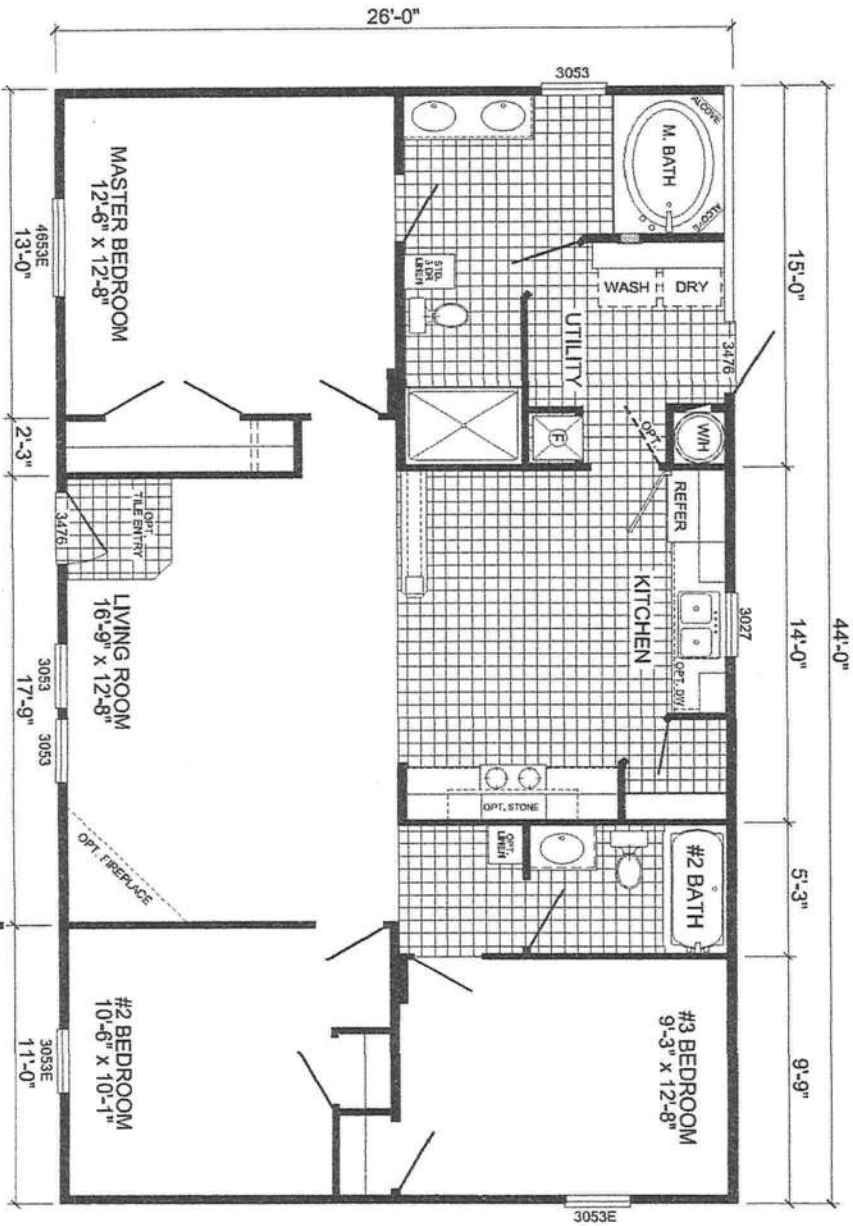 26'-0"
3053
M. BATH
ALCOVE
ALCOVE
15'-0"
44'-0"
MASTER BEDROOM
12'-6" x 12'-8"
4653E
13'-0"
STD.
3 DR
LINEN
WASH
DRY
UTILITY
3476
F
OPT.
W/H
2'-3"
OPT.
TILE ENTRY
3476
REFER
KITCHEN
3027
14'-0"
OPT. DW
LIVING ROOM
16'-9" x 12'-8"
3053
3053
17'-9"
OPT. STONE
OPT. FIREPLACE
OPT.
LINEN
#2 BATH
5'-3"
#2 BEDROOM
10'-6" x 10'-1"
3053E
11'-0"
#3 BEDROOM
9'-3" x 12'-8"
9'-9"
3053E